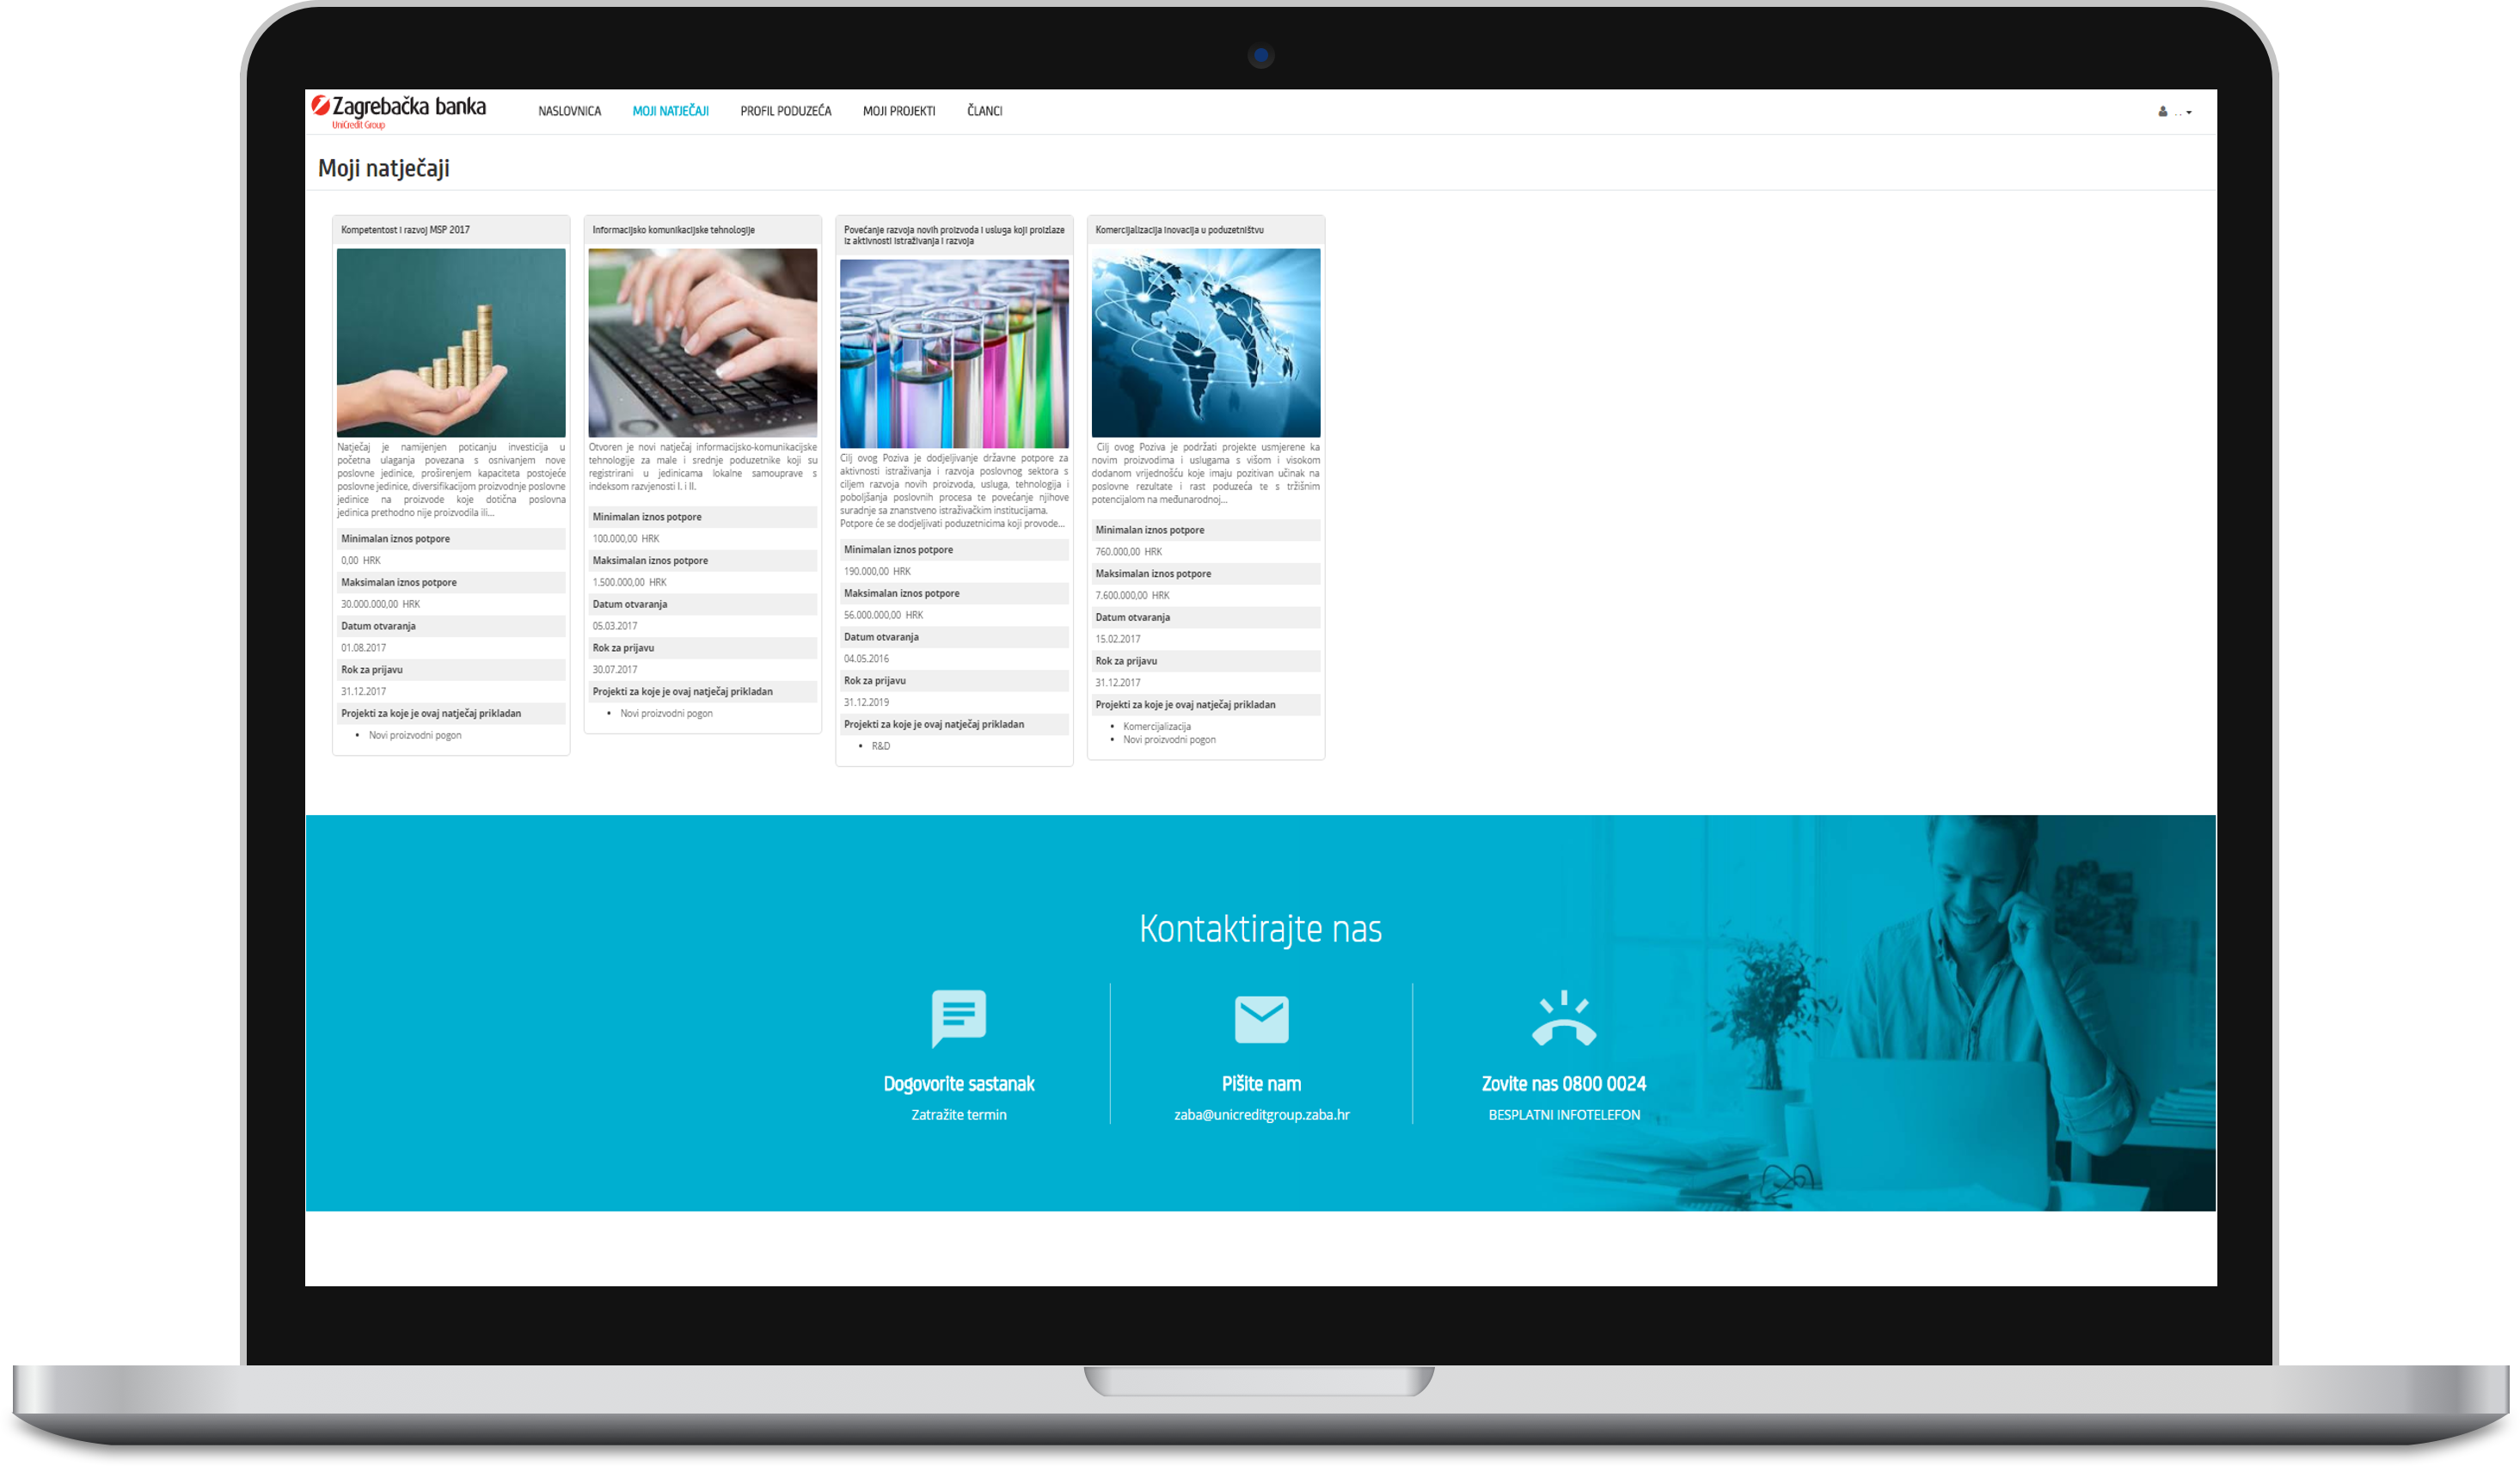 Zagrebačka banka
UniCredit Group
NASLOVNICA
MOJI NATJEČAJI
PROFIL PODUZEĆA
MOJI PROJEKTI
ČLANCI
. .
Moji natječaji
Kompetentost i razvoj MSP 2017
Natječaj je namijenjen poticanju investicija u
početna ulaganja povezana s osnivanjem nove
poslovne jedinice, proširenjem kapaciteta postojeće
poslovne jedinice, diversifikacijom proizvodnje poslovne
jedinice na proizvode koje dotična poslovna
jedinica prethodno nije proizvodila ili...
Minimalan iznos potpore
0,00 HRK
Maksimalan iznos potpore
30.000.000,00 HRK
Datum otvaranja
01.08.2017
Rok za prijavu
31.12.2017
Projekti za koje je ovaj natječaj prikladan
• Novi proizvodni pogon
Informacijsko komunikacijske tehnologije
Otvoren je novi natječaj informacijsko-komunikacijske
tehnologije za male i srednje poduzetnike koji su
registrirani u jedinicama lokalne samouprave s
indeksom razvjenosti I. i II.
Minimalan iznos potpore
100.000,00 HRK
Maksimalan iznos potpore
1.500.000,00 HRK
Datum otvaranja
05.03.2017
Rok za prijavu
30.07.2017
Projekti za koje je ovaj natječaj prikladan
• Novi proizvodni pogon
Povećanje razvoja novih proizvoda i usluga koji proizlaze
iz aktivnosti istraživanja i razvoja
Cilj ovog Poziva je dodjeljivanje državne potpore za
aktivnosti istraživanja i razvoja poslovnog sektora s
ciljem razvoja novih proizvoda, usluga, tehnologija i
poboljšanja poslovnih procesa te povećanje njihove
suradnje sa znanstveno istraživačkim institucijama.
Potpore će se dodjeljivati poduzetnicima koji provode...
Minimalan iznos potpore
190.000,00 HRK
Maksimalan iznos potpore
56.000.000,00 HRK
Datum otvaranja
04.05.2016
Rok za prijavu
31.12.2019
Projekti za koje je ovaj natječaj prikladan
• R&D
Komercijalizacija inovacija u poduzetništvu
Cilj ovog Poziva je podržati projekte usmjerene ka
novim proizvodima i uslugama s višom i visokom
dodanom vrijednošću koje imaju pozitivan učinak na
poslovne rezultate i rast poduzeća te s tržišnim
potencijalom na međunarodnoj...
Minimalan iznos potpore
760.000,00 HRK
Maksimalan iznos potpore
7.600.000,00 HRK
Datum otvaranja
15.02.2017
Rok za prijavu
31.12.2017
Projekti za koje je ovaj natječaj prikladan
• Komercijalizacija
• Novi proizvodni pogon
Kontaktirajte nas
Dogovorite sastanak
Zatražite termin
Pišite nam
zaba@unicreditgroup.zaba.hr
Zovite nas 0800 0024
BESPLATNI INFOTELEFON